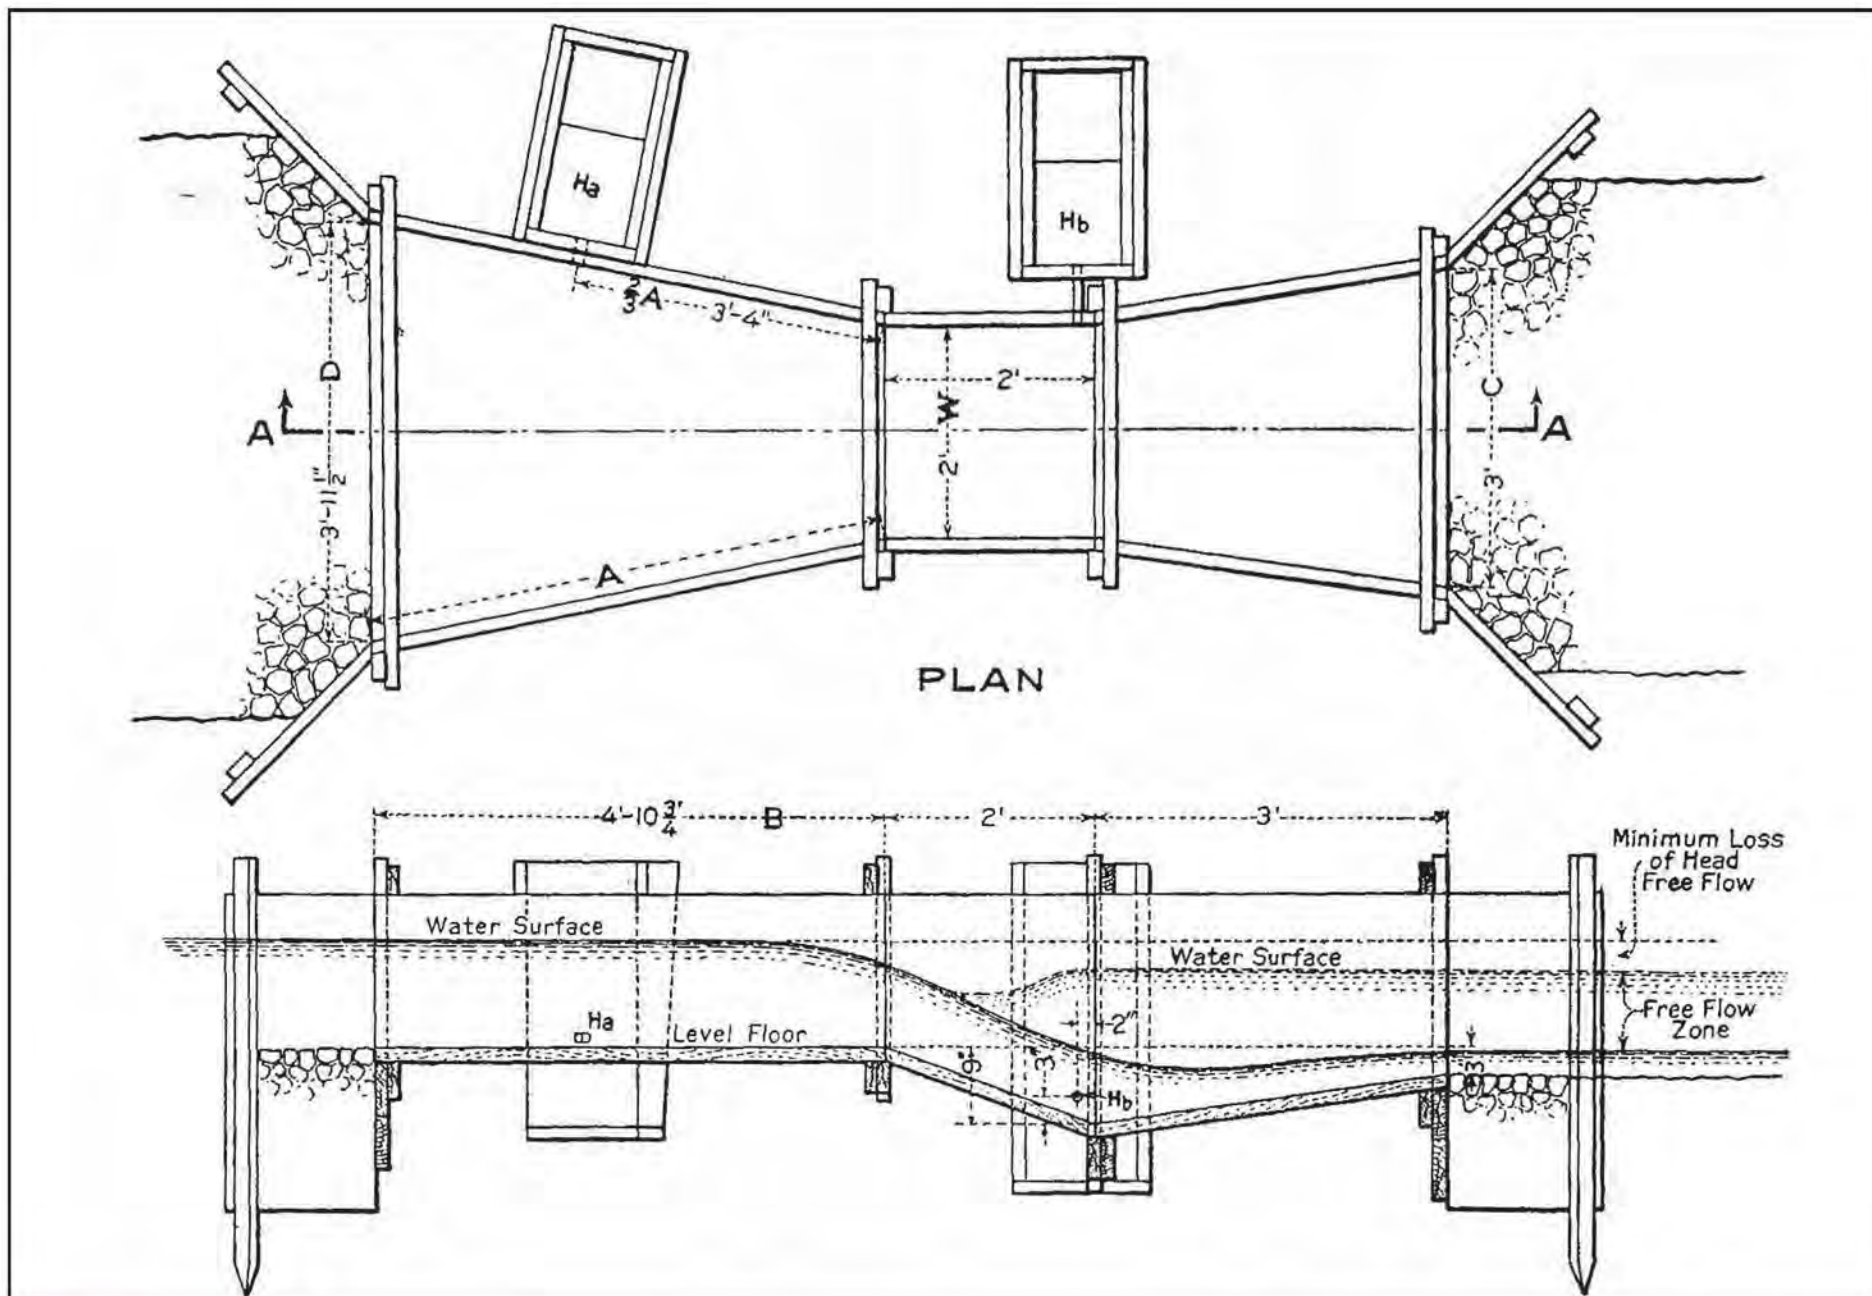 Ha
Hb
2/3 A
3'-4"
D
3'-11 1/2"
A
A
A
W
2'
2'
C
3'
PLAN
4'-10 3/4' B
2'
3'
Minimum Loss
of Head
Free Flow
Water Surface
Water Surface
Free Flow
Zone
Ha
Level Floor
2"
9"
3"
Hb
3"